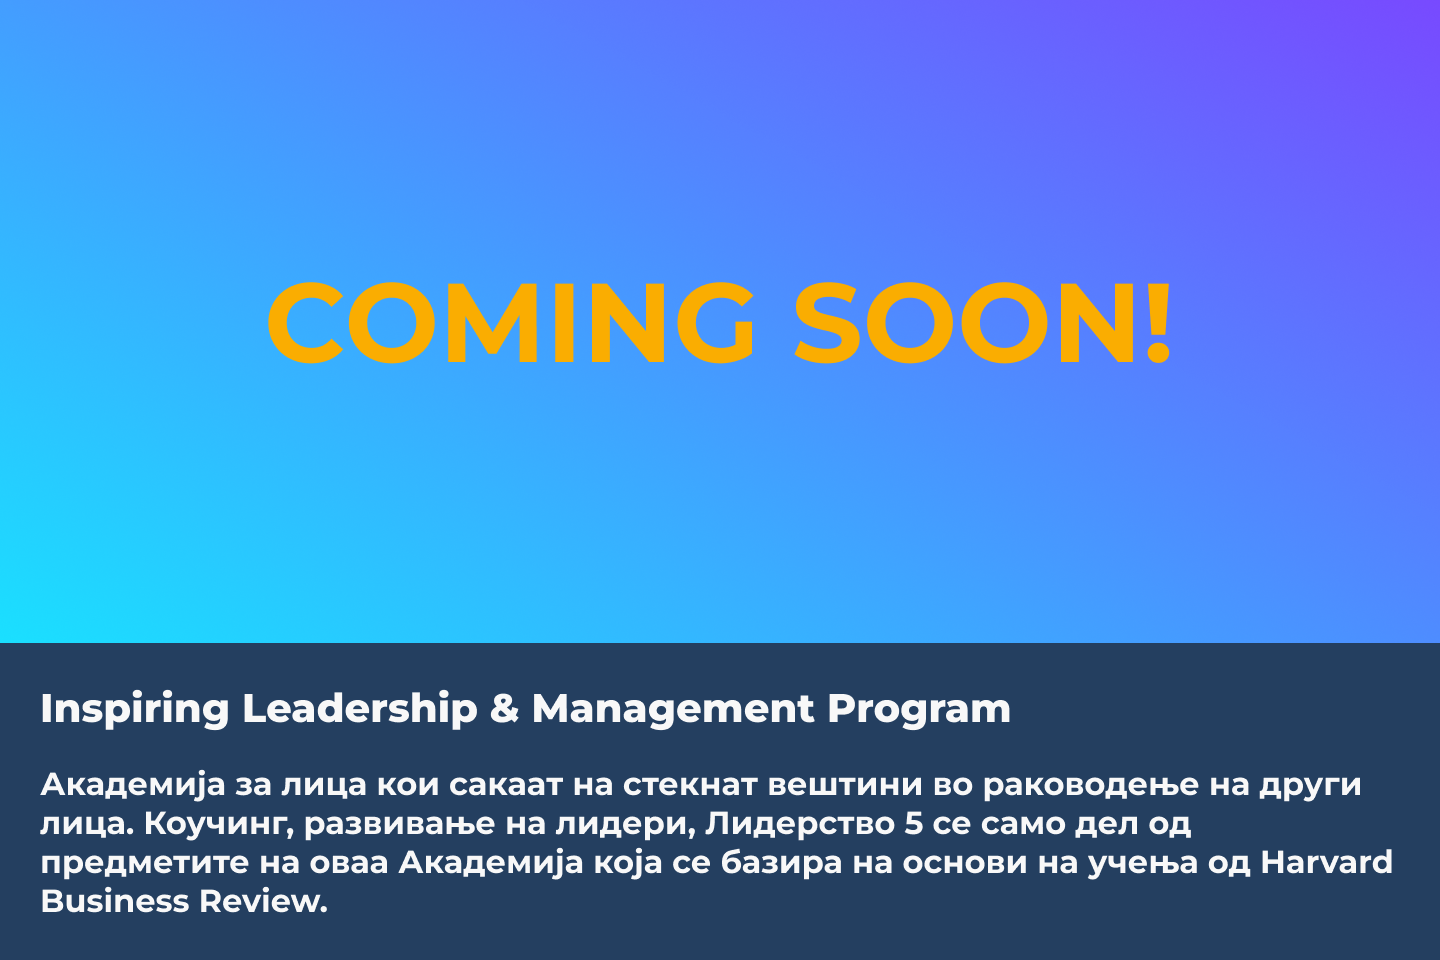 COMING SOON!
Inspiring Leadership & Management Program
Академија за лица кои сакаат на стекнат вештини во раководење на други
лица. Коучинг, развивање на лидери, Лидерство 5 се само дел од
предметите на оваа Академија која се базира на основи на учења од Harvard
Business Review.